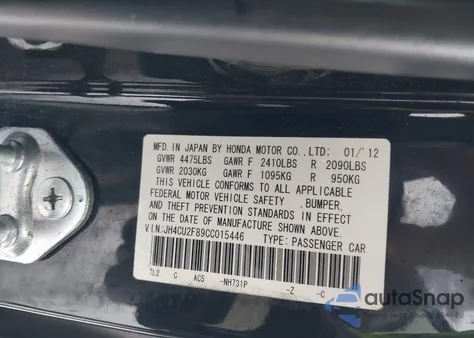 MFD. IN JAPAN BY HONDA MOTOR CO., LTD: 01/'12
GVWR 4475LBS GAWR F 2410LBS R 2090LBS
GVWR 2030KG GAWR F 1095KG R 950KG
THIS VEHICLE CONFORMS TO ALL APPLICABLE
FEDERAL MOTOR VEHICLE SAFETY , BUMPER,
AND THEFT PREVENTION STANDARDS IN EFFECT
ON THE DATE OF MANUFACTURE SHOWN ABOVE.
V.I.N.:JH4CU2F89CC015446 TYPE: PASSENGER CAR
TL2 C AC5 -NH731P -Z -C
autoSnap